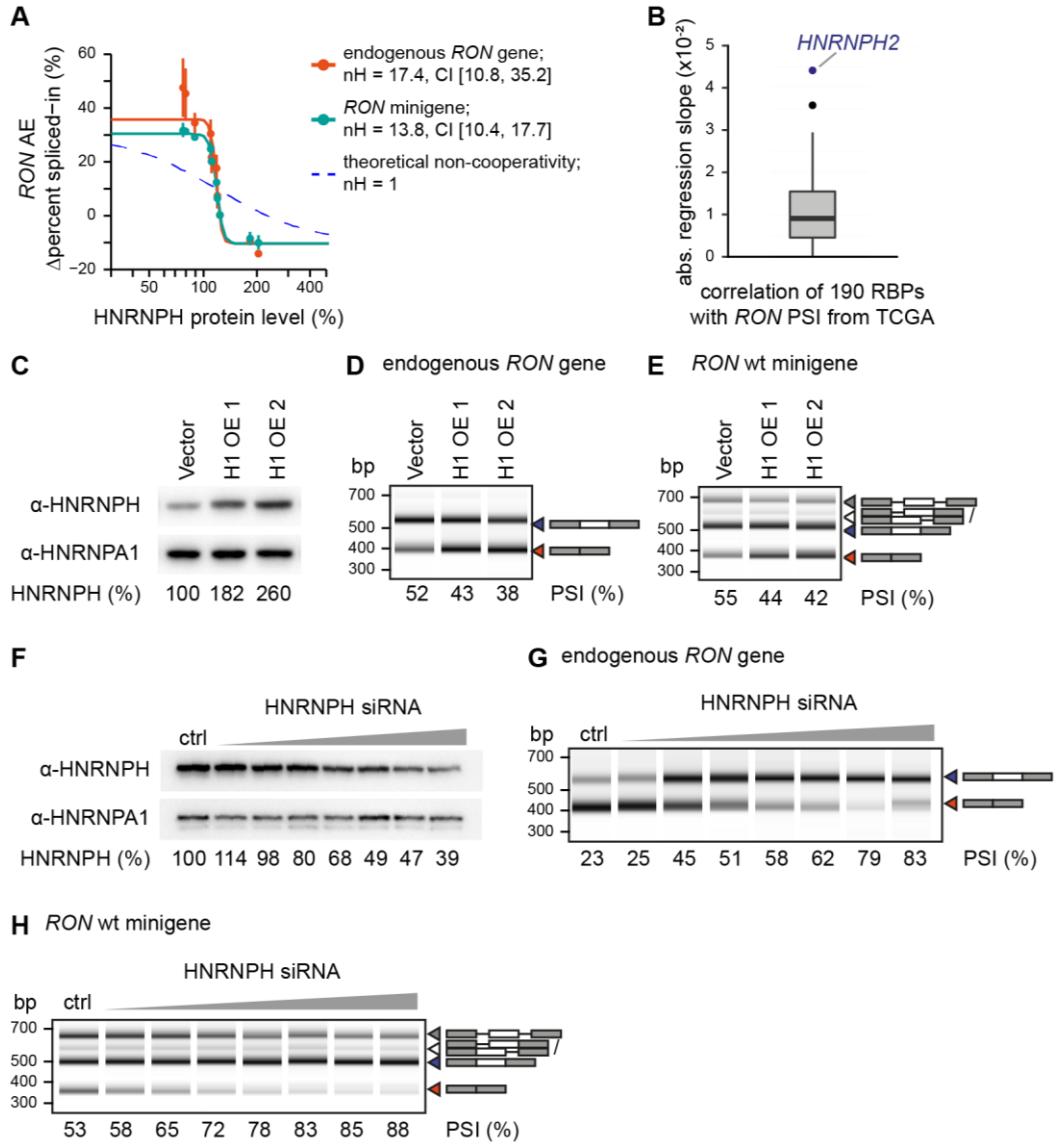 A
60
40
20
0
−20
RON AE
Δpercent spliced−in (%)
50
100
200
400
HNRNPH protein level (%)
endogenous RON gene;
nH = 17.4, CI [10.8, 35.2]
RON minigene;
nH = 13.8, CI [10.4, 17.7]
theoretical non-cooperativity;
nH = 1
B
HNRNPH2
5
4
3
2
1
0
abs. regression slope (x10⁻²)
correlation of 190 RBPs
with RON PSI from TCGA
C
Vector
H1 OE 1
H1 OE 2
α-HNRNPH
α-HNRNPA1
HNRNPH (%) 100 182 260
D endogenous RON gene
Vector
H1 OE 1
H1 OE 2
bp
700
500
400
300
52 43 38 PSI (%)
E RON wt minigene
Vector
H1 OE 1
H1 OE 2
bp
700
500
400
300
/
55 44 42 PSI (%)
F
HNRNPH siRNA
ctrl
α-HNRNPH
α-HNRNPA1
HNRNPH (%) 100 114 98 80 68 49 47 39
G endogenous RON gene
HNRNPH siRNA
bp ctrl
700
600
400
300
23 25 45 51 58 62 79 83 PSI (%)
H RON wt minigene
HNRNPH siRNA
bp ctrl
700
500
400
300
/
53 58 65 72 78 83 85 88 PSI (%)